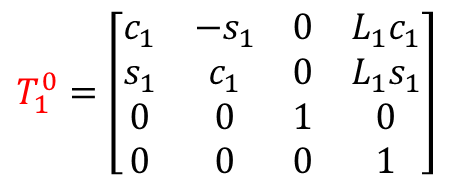 T₁⁰ = [c₁ −s₁ 0 L₁c₁
s₁ c₁ 0 L₁s₁
0 0 1 0
0 0 0 1]